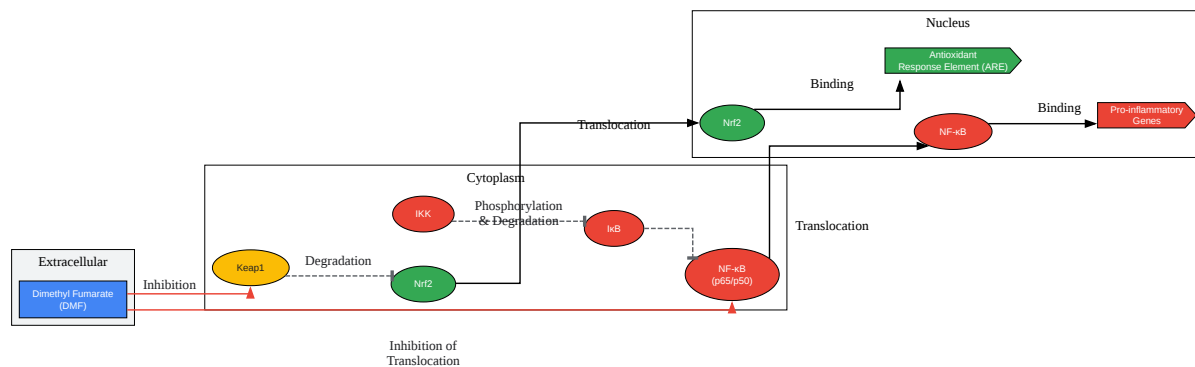 Nucleus
Antioxidant
Response Element (ARE)
Binding
Nrf2
NF-κB
Binding
Pro-inflammatory
Genes
Translocation
Cytoplasm
IKK
Phosphorylation
& Degradation
IκB
Translocation
Extracellular
Dimethyl Fumarate
(DMF)
Inhibition
Keap1
Degradation
Nrf2
NF-κB
(p65/p50)
Inhibition of
Translocation